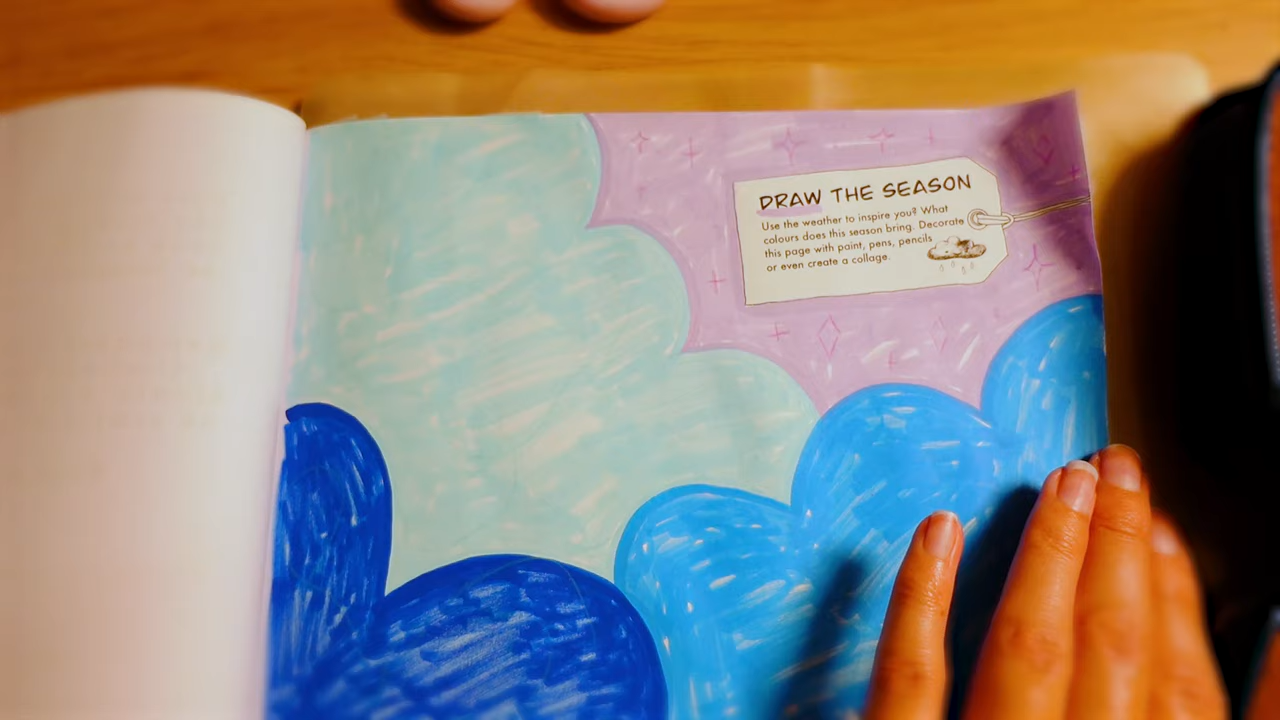 DRAW THE SEASON
Use the weather to inspire you? What
colours does this season bring. Decorate
this page with paint, pens, pencils
or even create a collage.